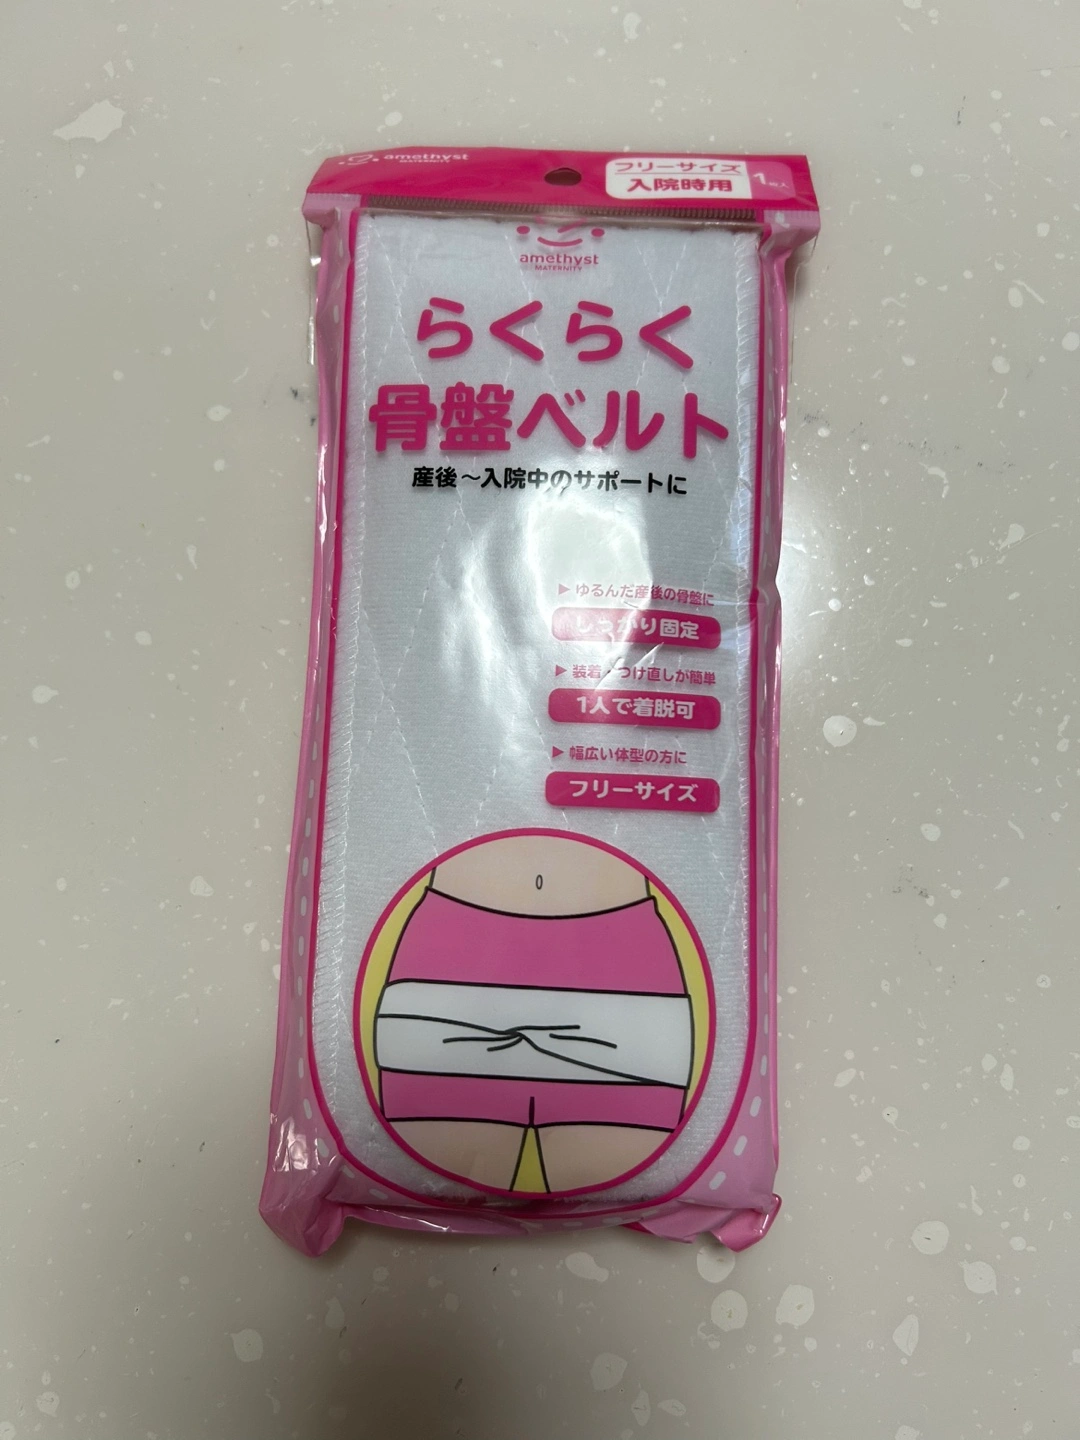 amethyst
MATERNITY
フリーサイズ
入院時用
1枚入
amethyst
MATERNITY
らくらく
骨盤ベルト
産後～入院中のサポートに
▶ ゆるんだ産後の骨盤に
しっかり固定
▶ 装着・つけ直しが簡単
1人で着脱可
▶ 幅広い体型の方に
フリーサイズ